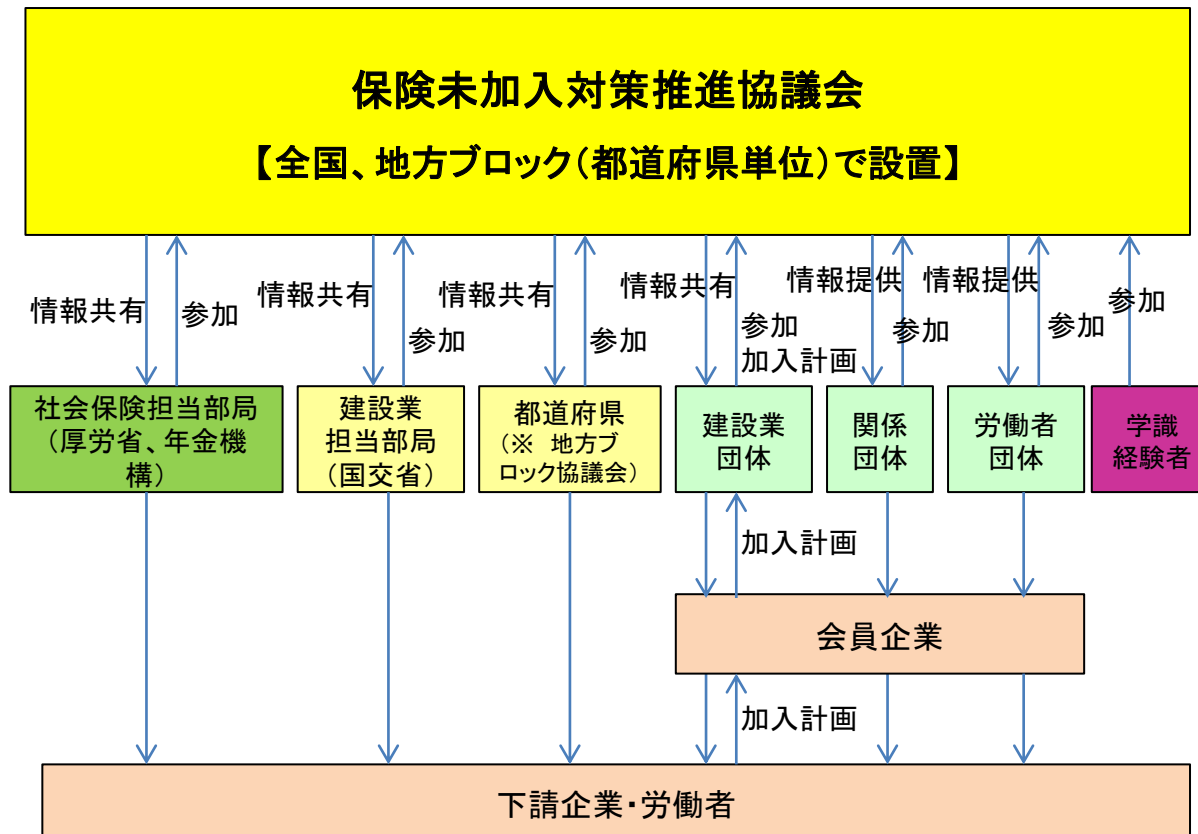 保険未加入対策推進協議会
【全国、地方ブロック(都道府県単位)で設置】
情報共有
参加
情報共有
参加
情報共有
参加
情報共有
参加
加入計画
情報提供
参加
情報提供
参加
参加
社会保険担当部局
(厚労省、年金機
構)
建設業
担当部局
(国交省)
都道府県
(※ 地方ブ
ロック協議会)
建設業
団体
関係
団体
労働者
団体
学識
経験者
加入計画
会員企業
加入計画
下請企業・労働者